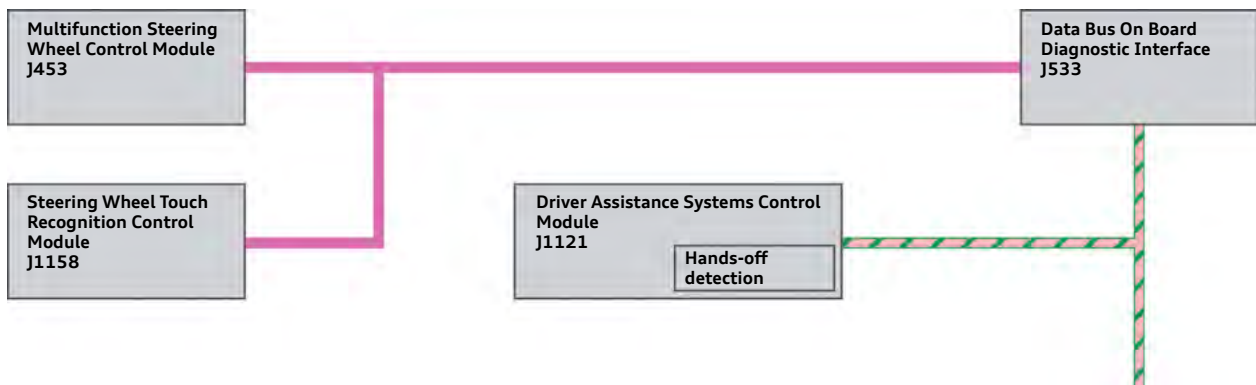 Multifunction Steering
Wheel Control Module
J453
Data Bus On Board
Diagnostic Interface
J533
Steering Wheel Touch
Recognition Control
Module
J1158
Driver Assistance Systems Control
Module
J1121
Hands-off
detection